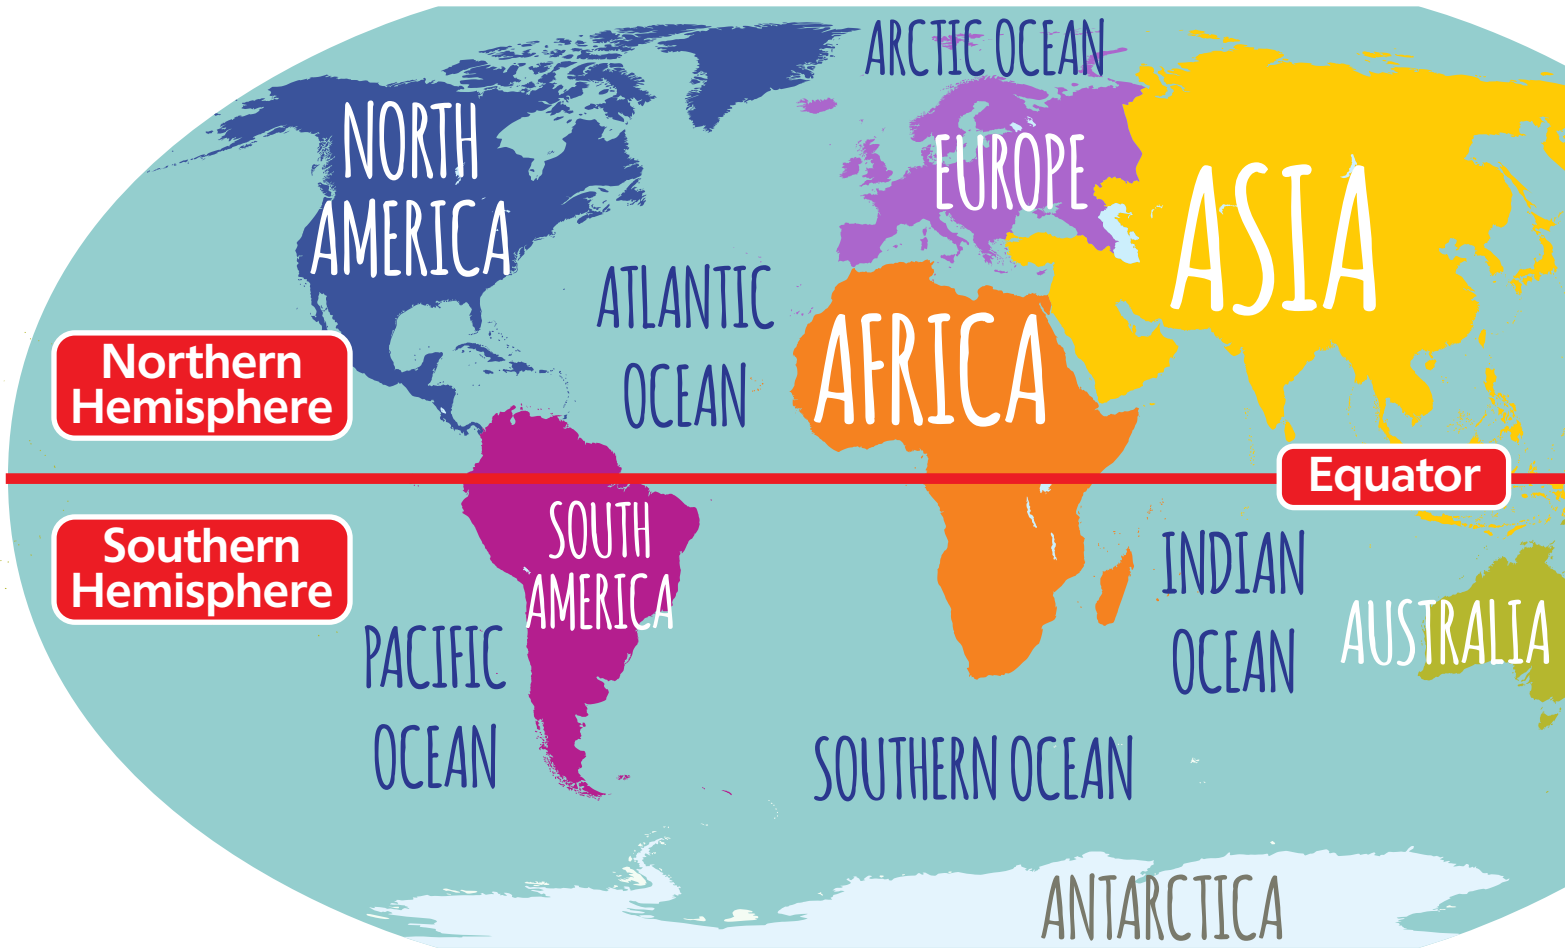 ARCTIC OCEAN
NORTH
AMERICA
EUROPE
ASIA
ATLANTIC
OCEAN
AFRICA
Northern
Hemisphere
Equator
Southern
Hemisphere
SOUTH
AMERICA
PACIFIC
OCEAN
INDIAN
OCEAN
AUSTRALIA
SOUTHERN OCEAN
ANTARCTICA